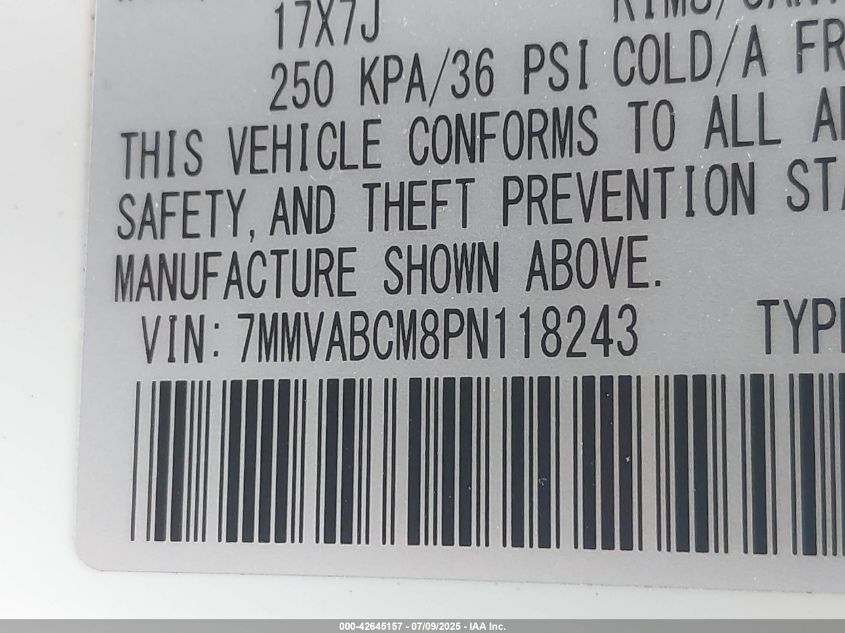 17X7J
250 KPA/36 PSI COLD/A
THIS VEHICLE CONFORMS TO ALL
SAFETY, AND THEFT PREVENTION
MANUFACTURE SHOWN ABOVE.
VIN: 7MMVABCM8PN118243
000-42645157 - 07/09/2025 - IAA Inc.